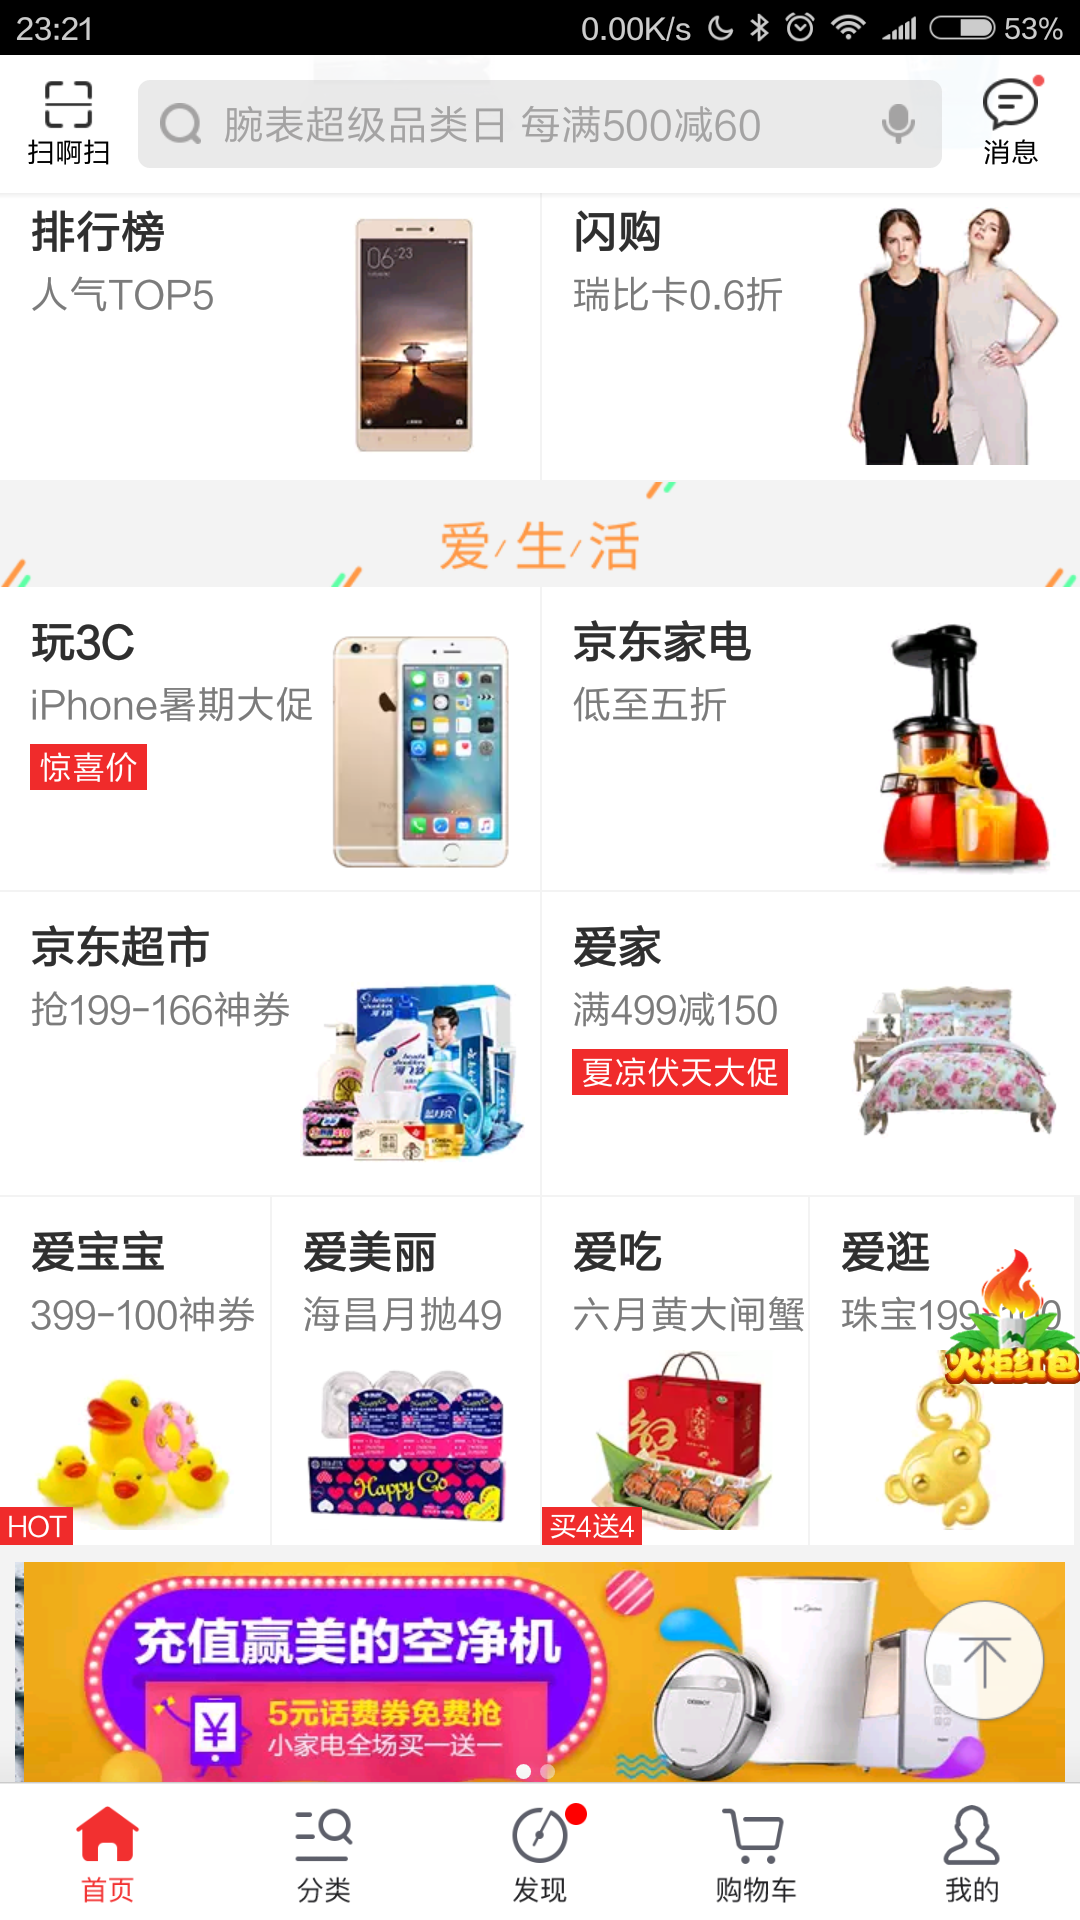 23:21
0.00K/s
53%
扫啊扫
腕表超级品类日 每满500减60
消息
排行榜
人气TOP5
06:23
闪购
瑞比卡0.6折
爱/生/活
玩3C
iPhone暑期大促
惊喜价
京东家电
低至五折
京东超市
抢199-166神券
爱家
满499减150
夏凉伏天大促
爱宝宝
399-100神券
HOT
爱美丽
海昌月抛49
Happy Go
爱吃
六月黄大闸蟹
买4送4
爱逛
珠宝199
火炬红包
充值赢美的空净机
¥
5元话费券免费抢
小家电全场买一送一
首页
分类
发现
购物车
我的